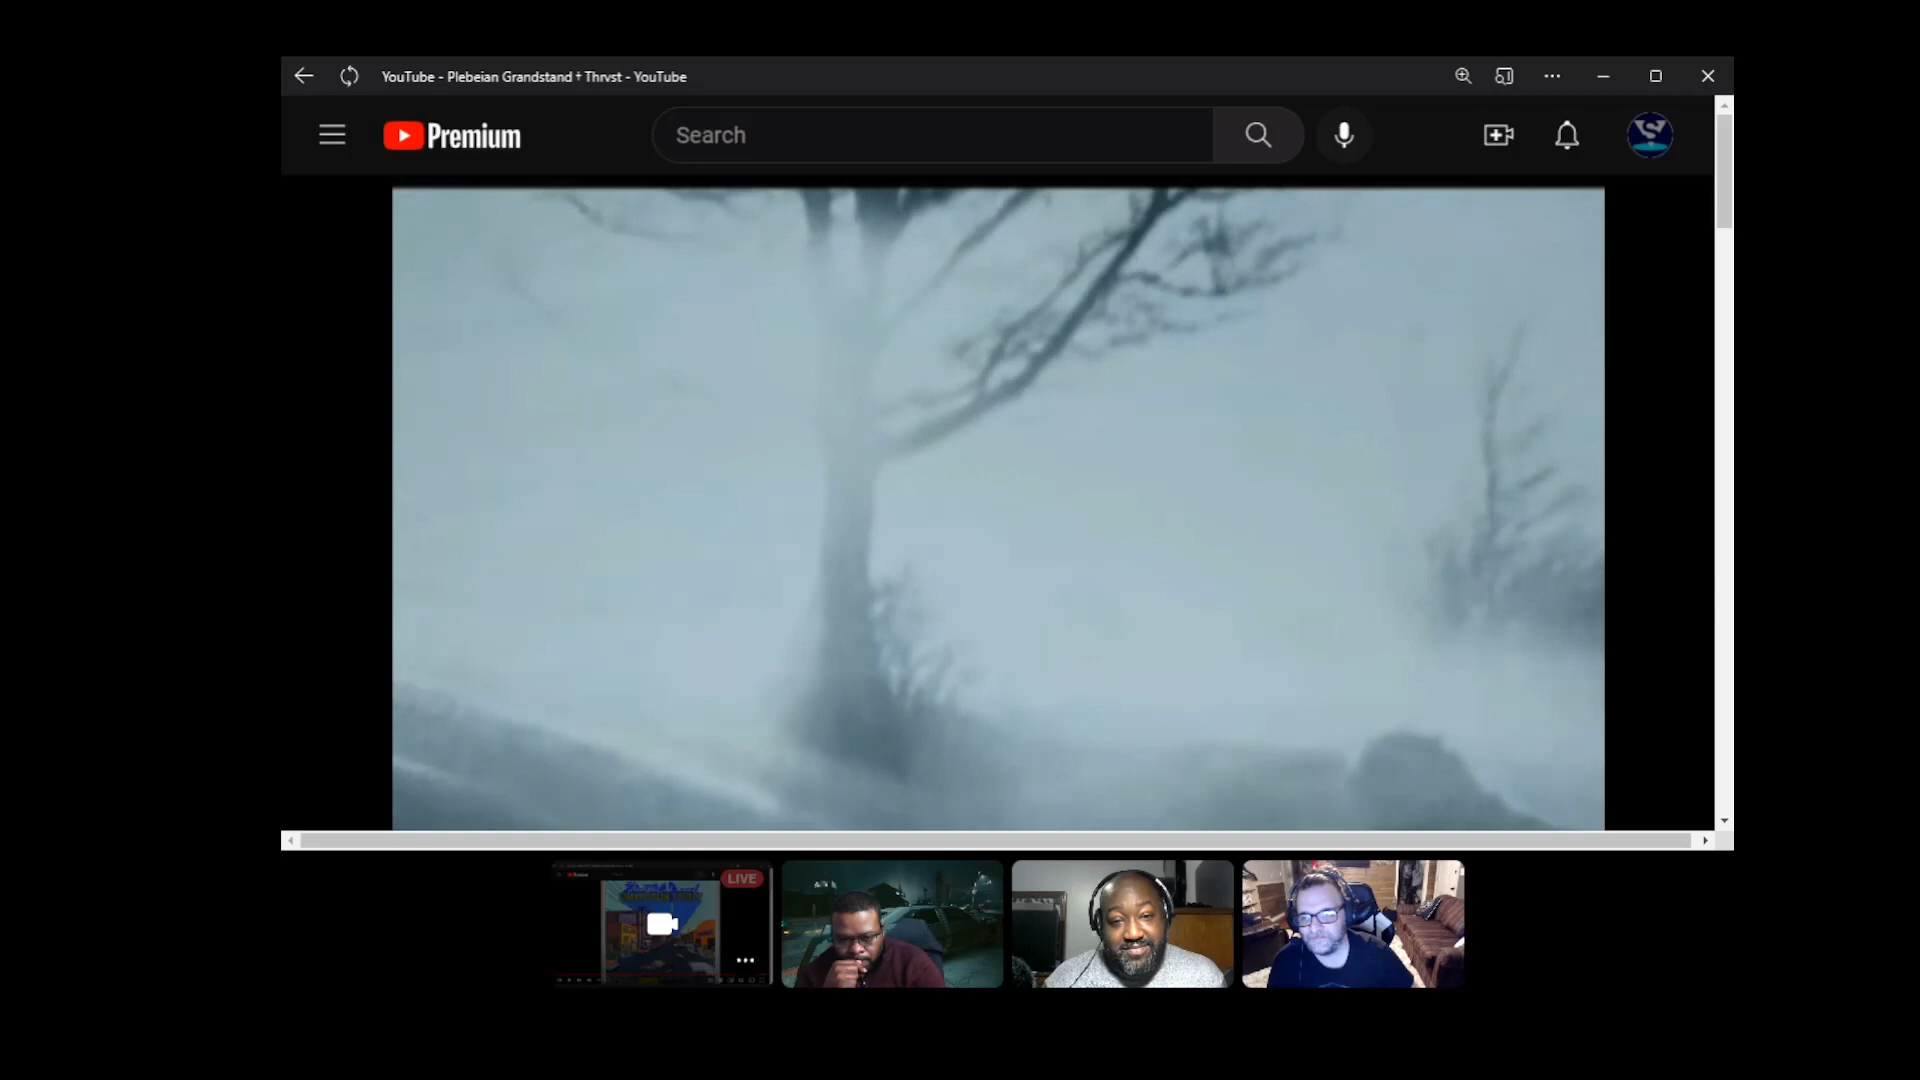 YouTube - Plebeian Grandstand † Thrvst - YouTube
Premium
Search
LIVE